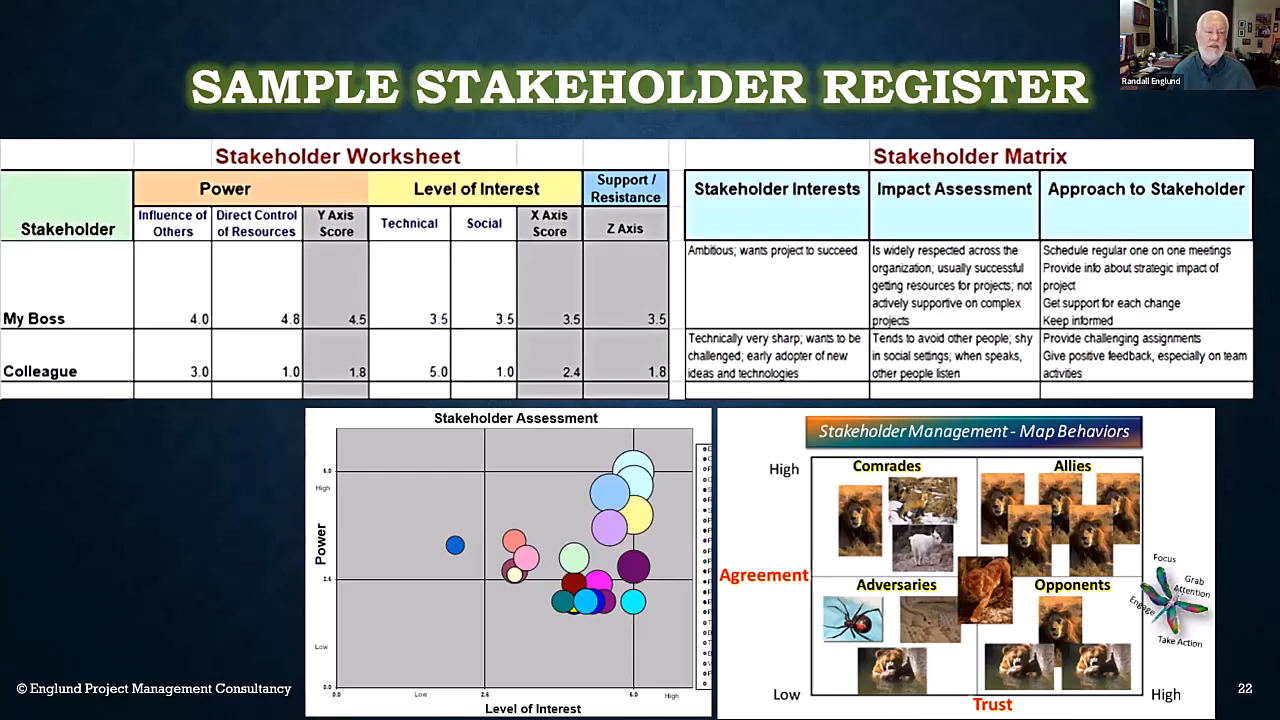 Randall Englund
SAMPLE STAKEHOLDER REGISTER
Stakeholder Worksheet
Stakeholder
Power
Level of Interest
Support /
Resistance
Influence of
Others
Direct Control
of Resources
Y Axis
Score
Technical
Social
X Axis
Score
Z Axis
My Boss 4.0 4.8 4.5 3.5 3.5 3.5 3.5
Colleague 3.0 1.0 1.8 5.0 1.0 2.4 1.8
Stakeholder Matrix
Stakeholder Interests
Impact Assessment
Approach to Stakeholder
Ambitious; wants project to succeed
Is widely respected across the
organization; usually successful
getting resources for projects; not
actively supportive on complex
projects
Schedule regular one on one meetings
Provide info about strategic impact of
project
Get support for each change
Keep informed
Technically very sharp; wants to be
challenged; early adopter of new
ideas and technologies
Tends to avoid other people; shy
in social settings; when speaks,
other people listen
Provide challenging assignments
Give positive feedback, especially on team
activities
Stakeholder Assessment
Power
High
Low
0.0
0.0
Low
High
Level of Interest
Stakeholder Management - Map Behaviors
High
Comrades
Allies
Agreement
Adversaries
Opponents
Low
Trust
High
Focus
Grab
Attention
Engage
Take Action
© Englund Project Management Consultancy
22